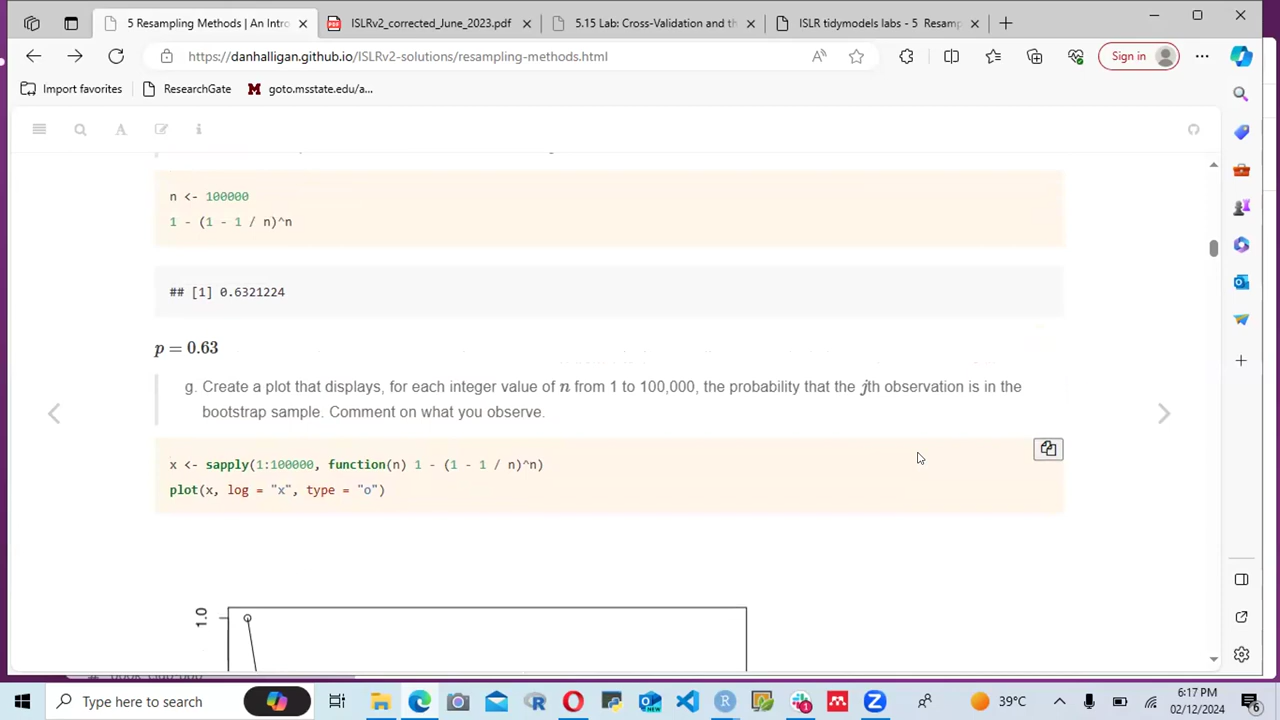 5 Resampling Methods | An Intro
ISLRv2_corrected_June_2023.pdf
5.15 Lab: Cross-Validation and th
ISLR tidymodels labs - 5 Resamp
https://danhalligan.github.io/ISLRv2-solutions/resampling-methods.html
Sign in
Import favorites
ResearchGate
goto.msstate.edu/a...
n <- 100000
1 - (1 - 1 / n)^n
## [1] 0.6321224
p = 0.63
g. Create a plot that displays, for each integer value of n from 1 to 100,000, the probability that the jth observation is in the
bootstrap sample. Comment on what you observe.
x <- sapply(1:100000, function(n) 1 - (1 - 1 / n)^n)
plot(x, log = "x", type = "o")
1.0
Type here to search
39°C
6:17 PM
02/12/2024
6